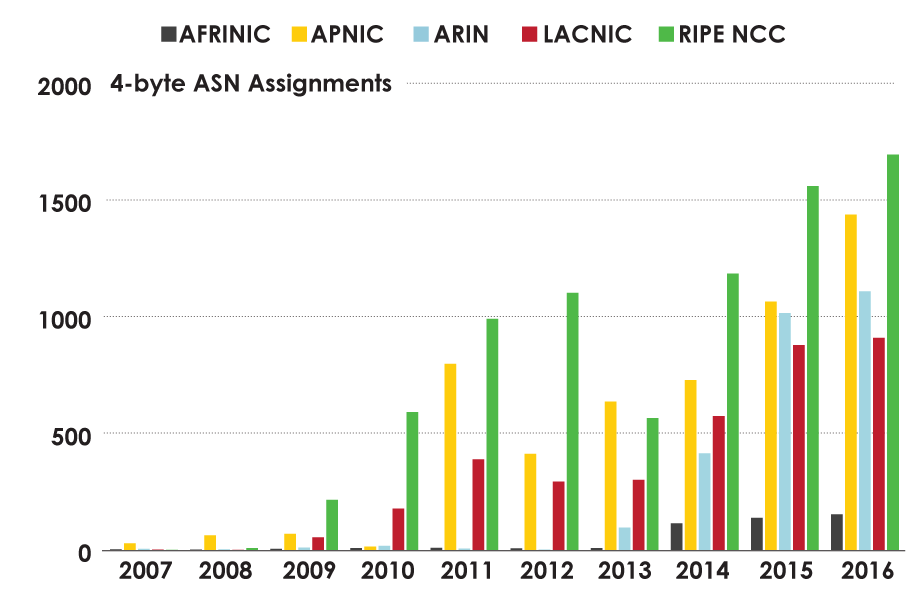 AFRINIC APNIC ARIN LACNIC RIPE NCC
2000 4-byte ASN Assignments
1500
1000
500
0
2007 2008 2009 2010 2011 2012 2013 2014 2015 2016